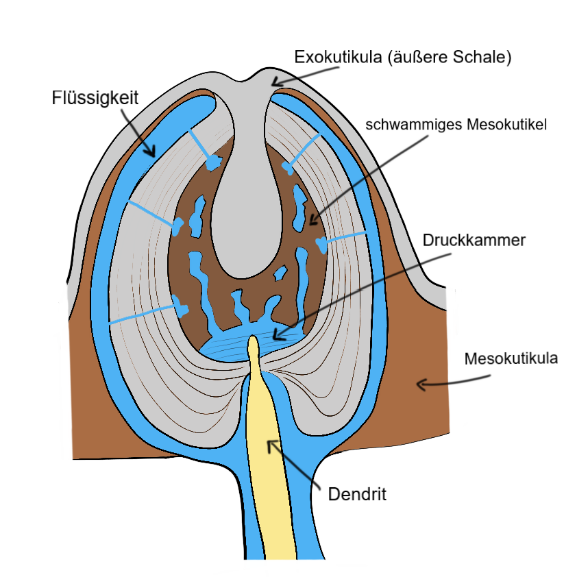 Exokutikula (äußere Schale)
Flüssigkeit
schwammiges Mesokutikel
Druckkammer
Mesokutikula
Dendrit